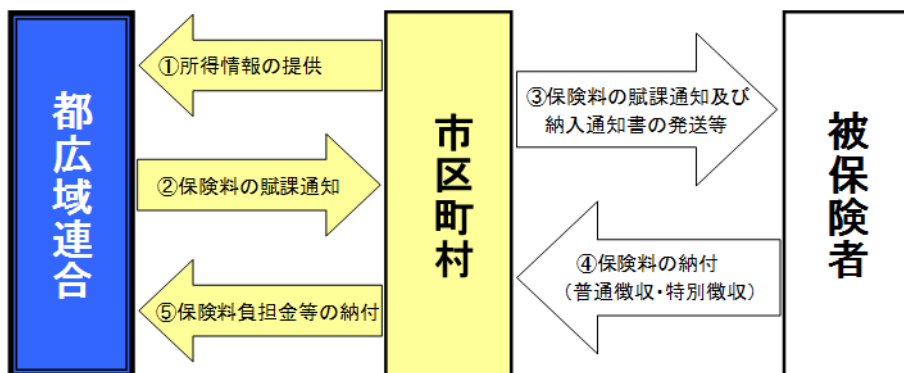 都広域連合
①所得情報の提供
②保険料の賦課通知
⑤保険料負担金等の納付
市区町村
③保険料の賦課通知及び
納入通知書の発送等
④保険料の納付
（普通徴収・特別徴収）
被保険者